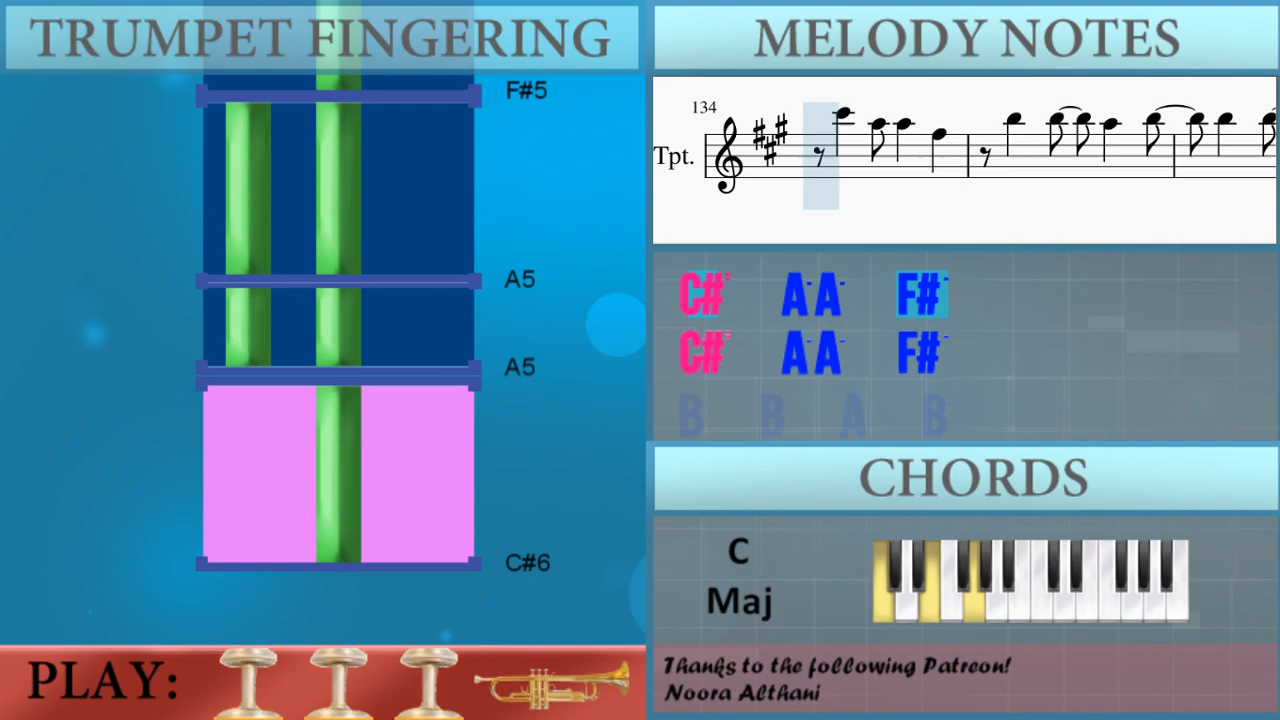 TRUMPET FINGERING
F#5
A5
A5
C#6
PLAY:
MELODY NOTES
134
Tpt.
C# A A F#
C# A A F#
B B A B
CHORDS
C
Maj
Thanks to the following Patreon!
Noora Althani